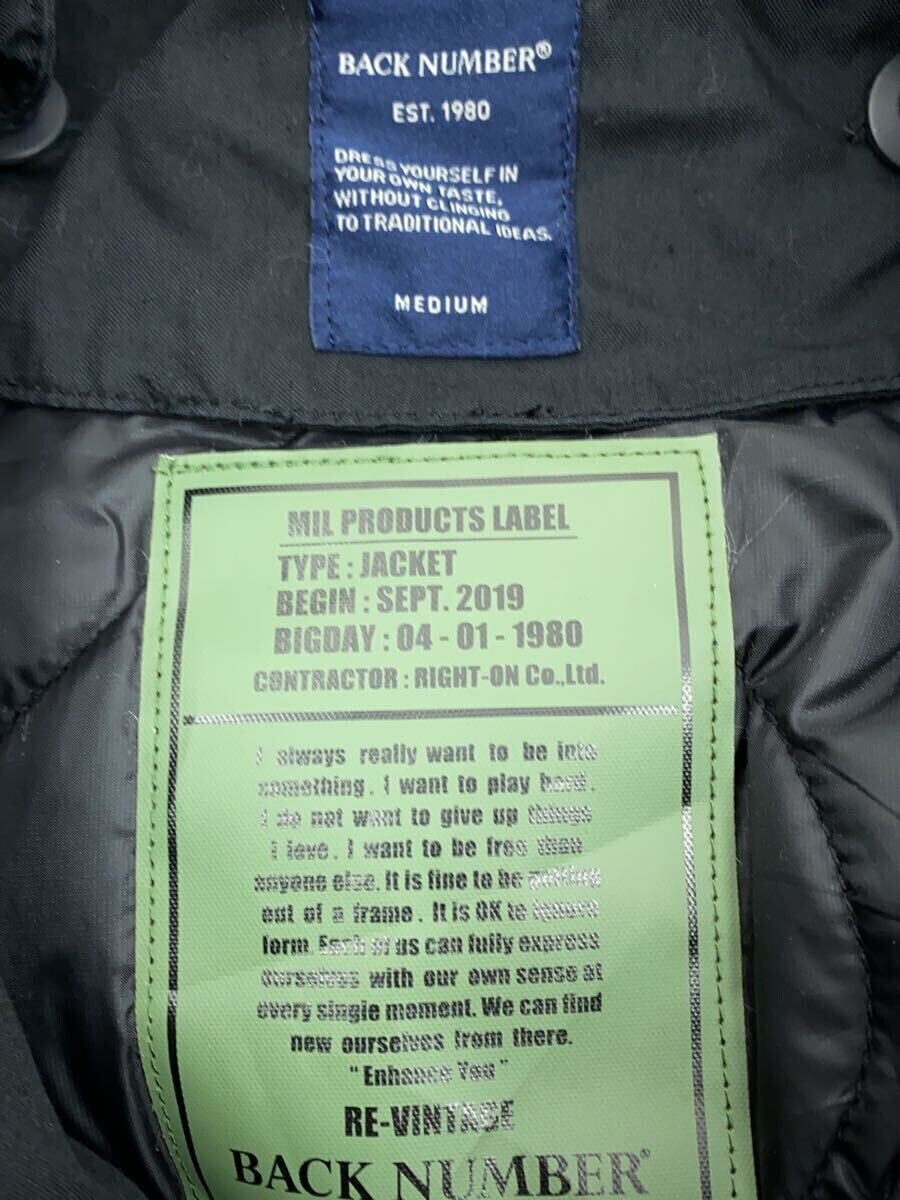 BACK NUMBER®
EST. 1980
DRESS YOURSELF IN
YOUR OWN TASTE,
WITHOUT CLINGING
TO TRADITIONAL IDEAS.
MEDIUM
MIL PRODUCTS LABEL
TYPE : JACKET
BEGIN : SEPT. 2019
BIGDAY : 04 - 01 - 1980
CONTRACTOR : RIGHT-ON Co.,Ltd.
I always really want to be into
something. I want to play hard.
I do not want to give up things
I love. I want to be free than
anyone else. It is fine to be getting
out of a frame. It is OK to ignore
form. Each of us can fully express
ourselves with our own sense at
every single moment. We can find
new ourselves from there.
"Enhance You"
RE-VINTAGE
BACK NUMBER®